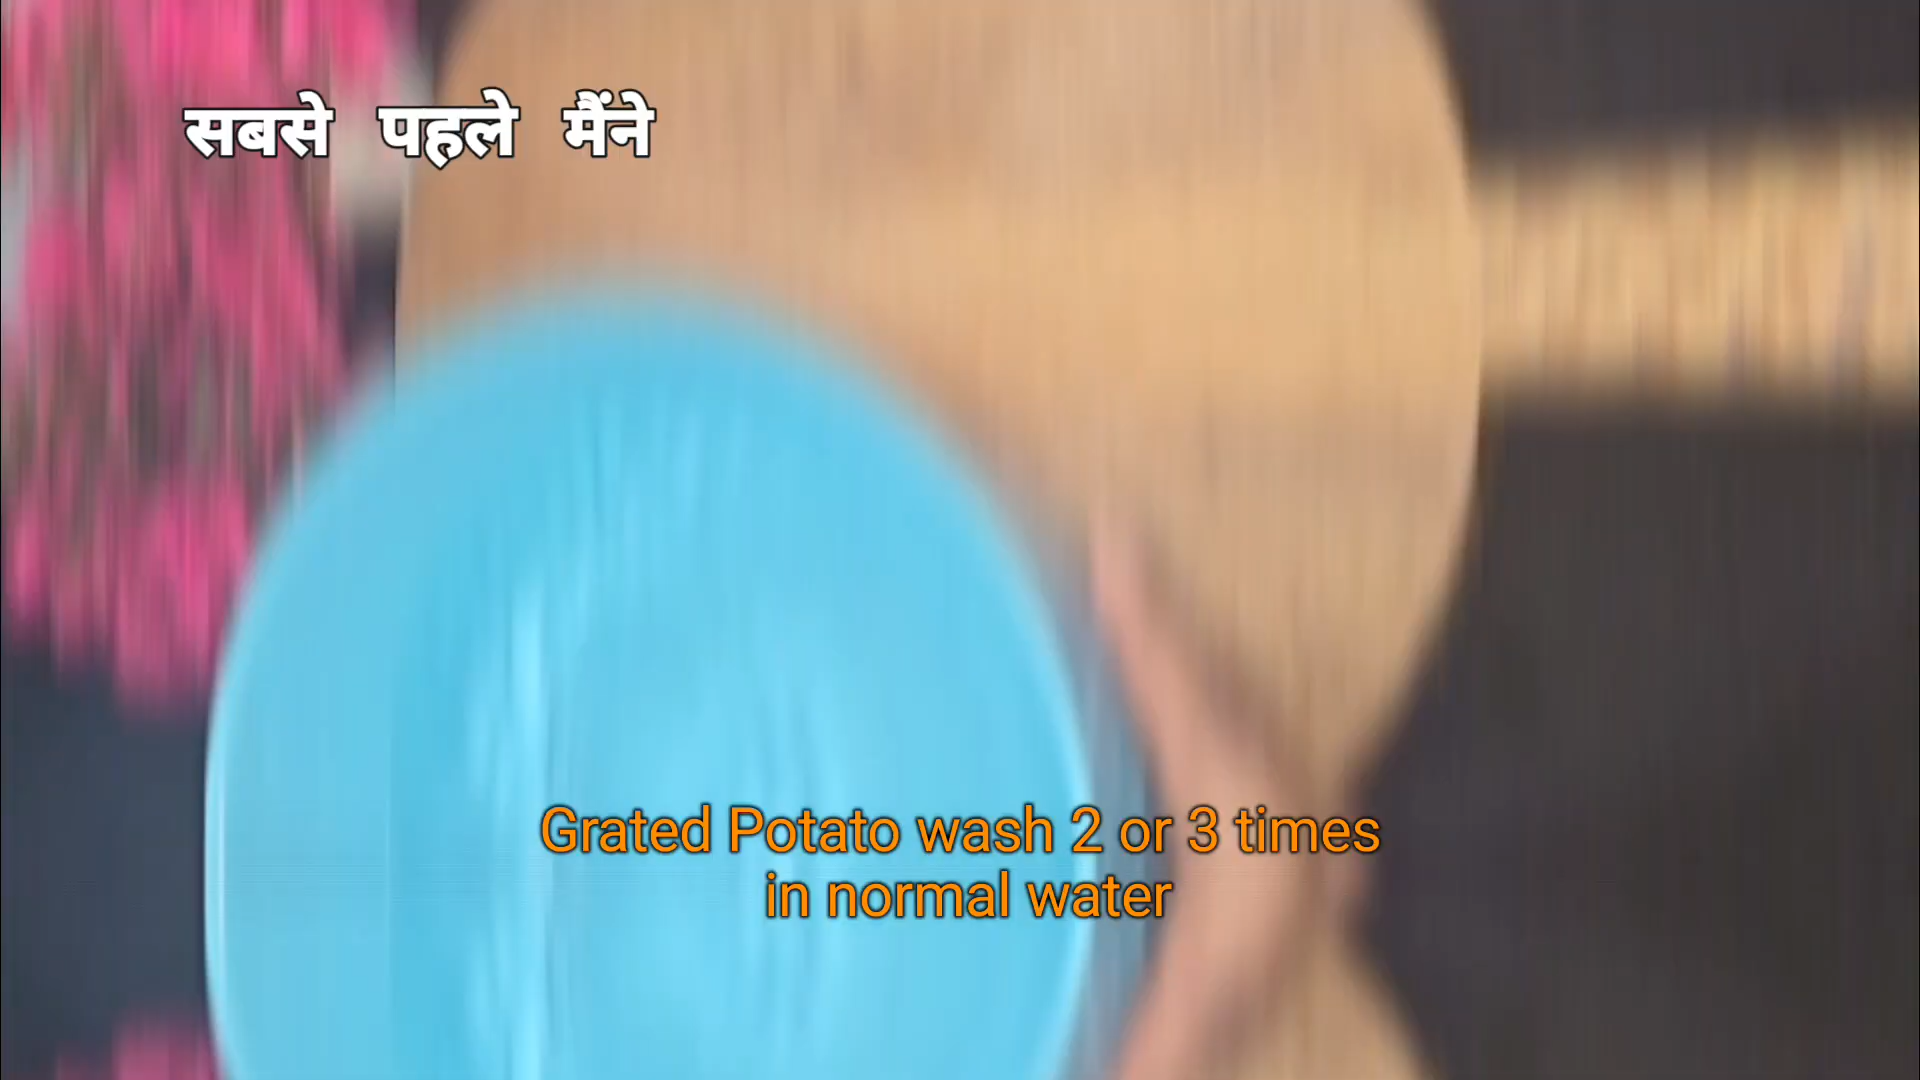 सबसे पहले मैंने
Grated Potato wash 2 or 3 times
in normal water